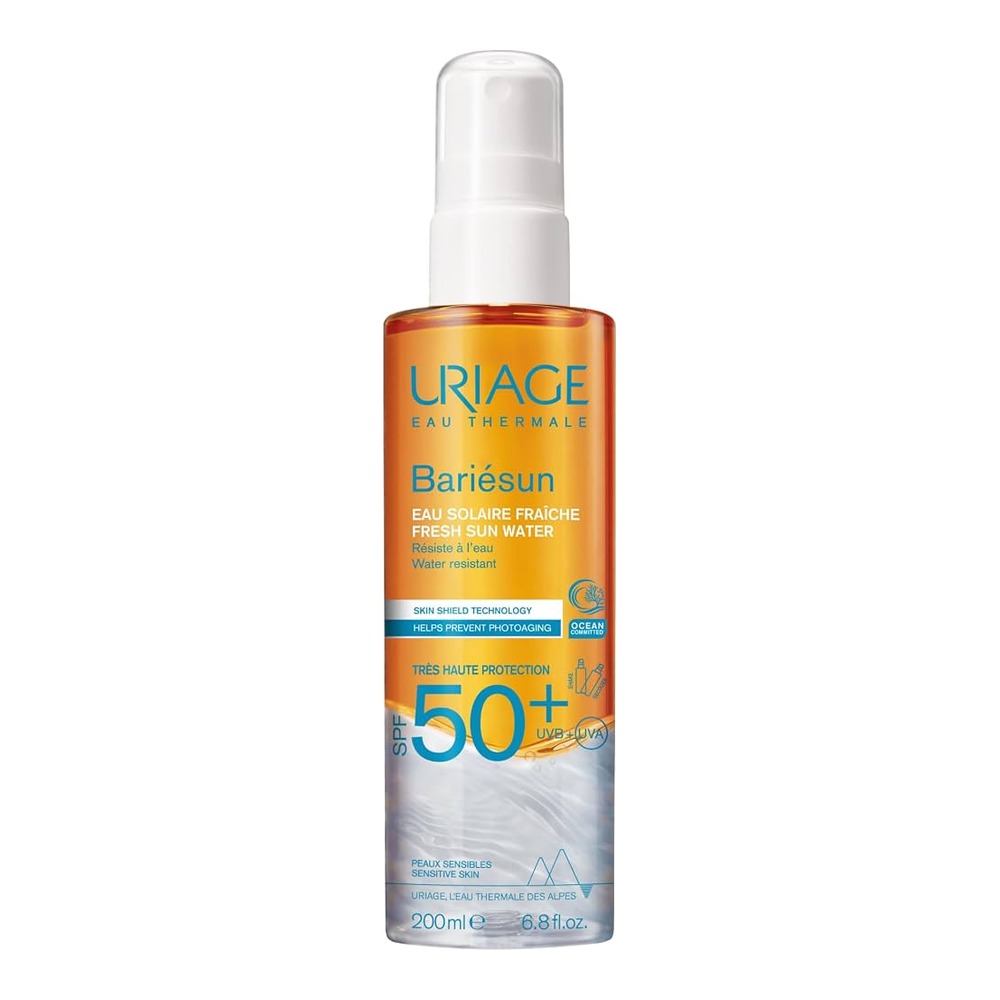 URIAGE
EAU THERMALE
Bariésun
EAU SOLAIRE FRAÎCHE
FRESH SUN WATER
Résiste à l'eau
Water resistant
SKIN SHIELD TECHNOLOGY
HELPS PREVENT PHOTOAGING
OCEAN
COMMITTED
TRÈS HAUTE PROTECTION
SHAKE
SPF 50+
UVB + UVA
PEAUX SENSIBLES
SENSITIVE SKIN
URIAGE, L'EAU THERMALE DES ALPES
200ml e 6.8fl.oz.